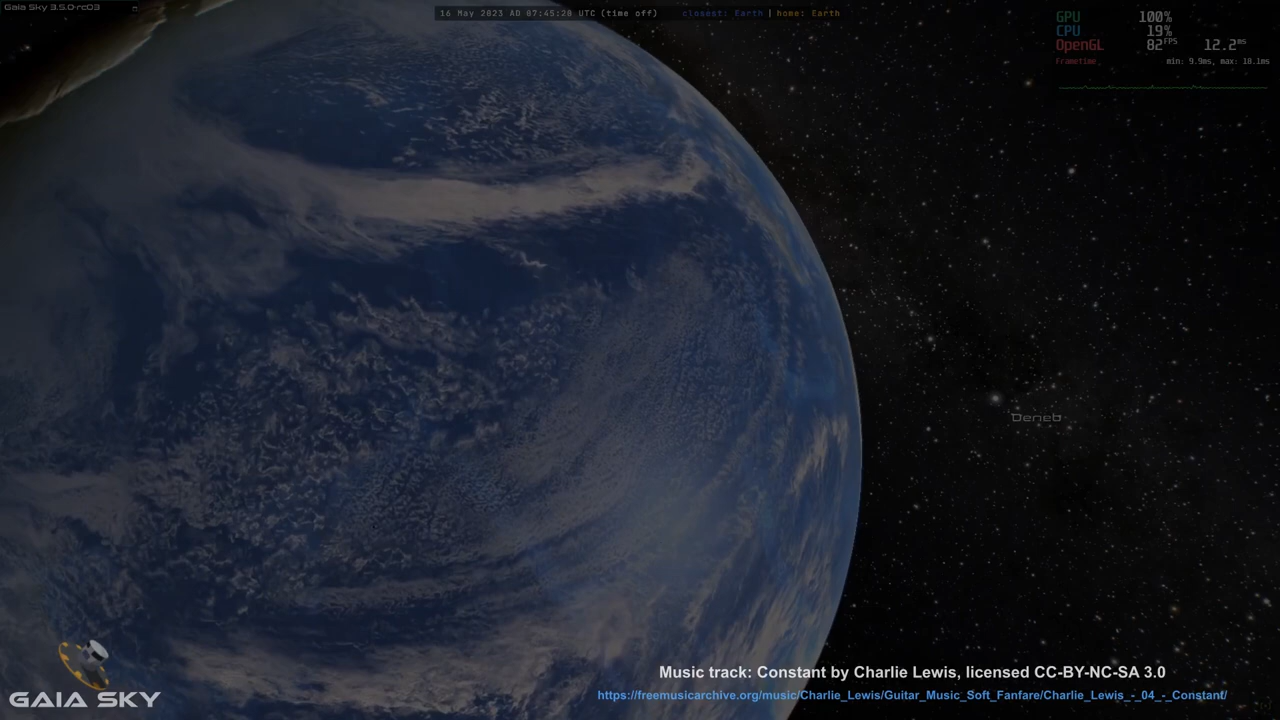 Gaia Sky 3.5.0-rc03
16 May 2023 AD 07:45:20 UTC (time off) closest: Earth | home: Earth
GPU 100%
CPU 19%
OpenGL 82 FPS 12.2ms
frametime, min: 9.9ms, max: 18.1ms
Deneb
Music track: Constant by Charlie Lewis, licensed CC-BY-NC-SA 3.0
https://freemusicarchive.org/music/Charlie_Lewis/Guitar_Music_Soft_Fanfare/Charlie_Lewis_-_04_-_Constant/
GAIA SKY